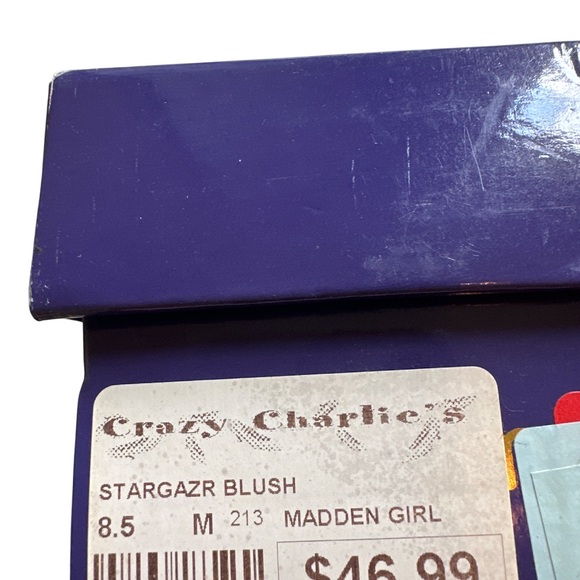 Crazy Charlie's
STARGAZR BLUSH
8.5 M 213 MADDEN GIRL
$46.99